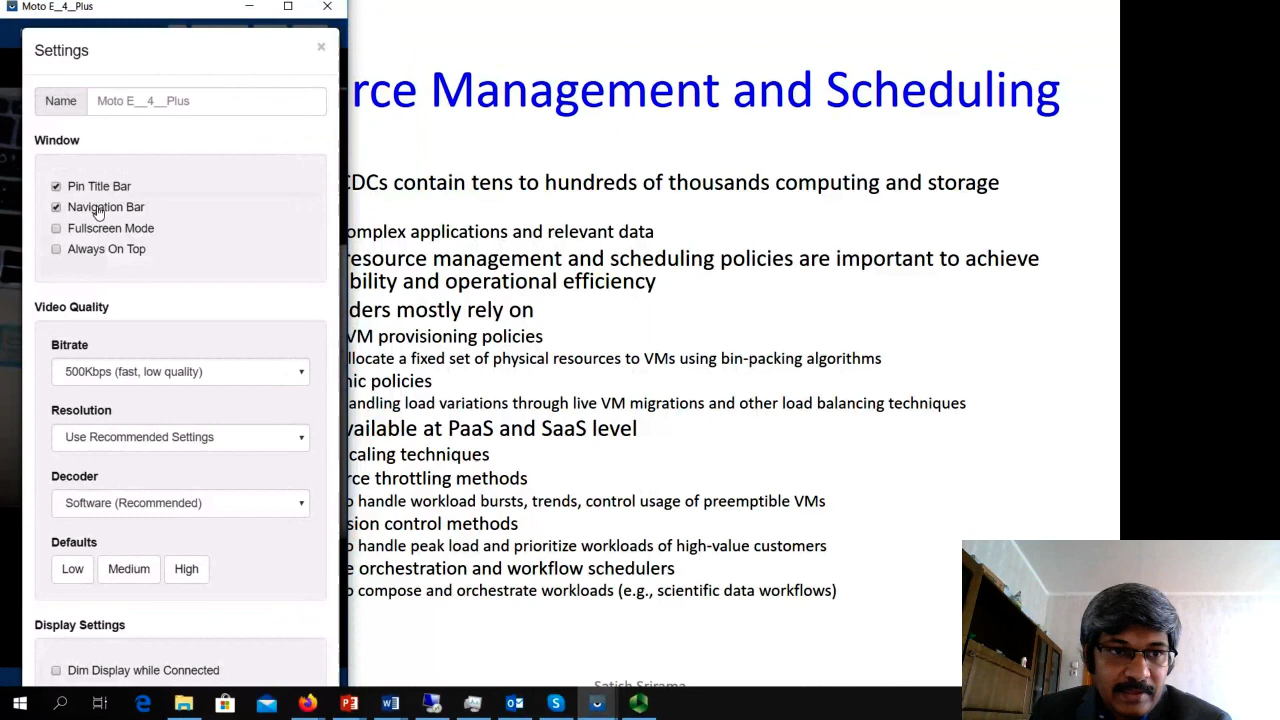 Moto E__4__Plus
Settings
×
Name
Moto E__4__Plus
Window
Pin Title Bar
Navigation Bar
Fullscreen Mode
Always On Top
Video Quality
Bitrate
500Kbps (fast, low quality)
Resolution
Use Recommended Settings
Decoder
Software (Recommended)
Defaults
Low Medium High
Display Settings
Dim Display while Connected
rce Management and Scheduling
CDCs contain tens to hundreds of thousands computing and storage
omplex applications and relevant data
resource management and scheduling policies are important to achieve
bility and operational efficiency
ders mostly rely on
VM provisioning policies
llocate a fixed set of physical resources to VMs using bin-packing algorithms
nic policies
andling load variations through live VM migrations and other load balancing techniques
vailable at PaaS and SaaS level
caling techniques
rce throttling methods
o handle workload bursts, trends, control usage of preemptible VMs
sion control methods
o handle peak load and prioritize workloads of high-value customers
e orchestration and workflow schedulers
o compose and orchestrate workloads (e.g., scientific data workflows)
Satish Srirama